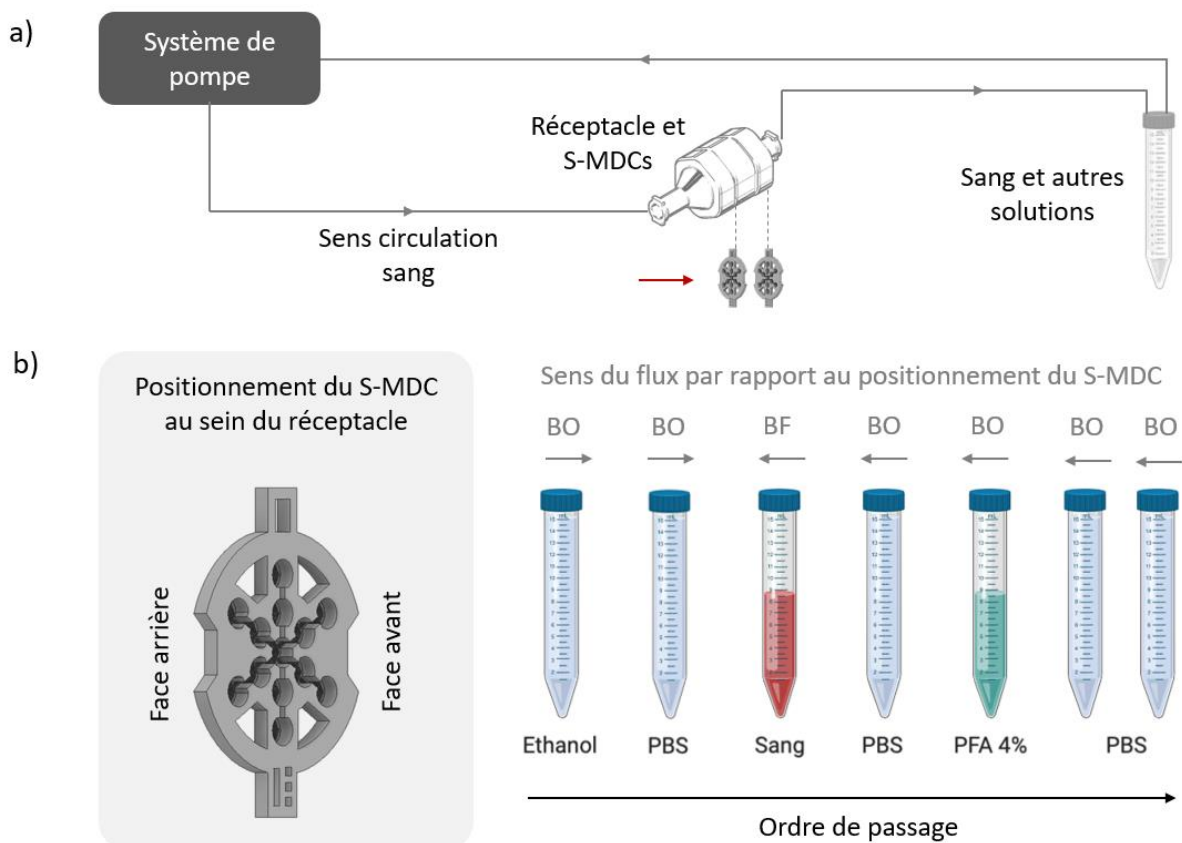 a)
Système de
pompe
Réceptacle et
S-MDCs
Sang et autres
solutions
Sens circulation
sang
b)
Positionnement du S-MDC
au sein du réceptacle
Face arrière
Face avant
Sens du flux par rapport au positionnement du S-MDC
BO BO BF BO BO BO BO
Ethanol PBS Sang PBS PFA 4% PBS
Ordre de passage